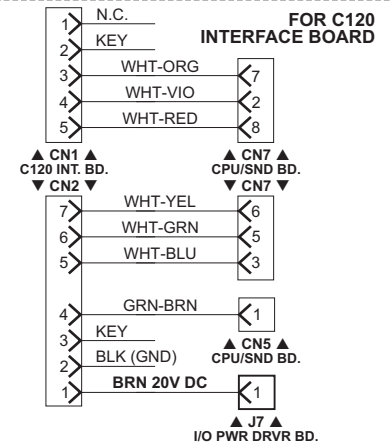 FOR C120
INTERFACE BOARD
1 N.C.
2 KEY
3 WHT-ORG 7
4 WHT-VIO 2
5 WHT-RED 8
▲ CN1 ▲ ▲ CN7 ▲
C120 INT. BD. CPU/SND BD.
▼ CN2 ▼ ▼ CN7 ▼
7 WHT-YEL 6
6 WHT-GRN 5
5 WHT-BLU 3
4 GRN-BRN 1
3 KEY
▲ CN5 ▲
2 BLK (GND)
CPU/SND BD.
1 BRN 20V DC 1
▲ J7 ▲
I/O PWR DRVR BD.